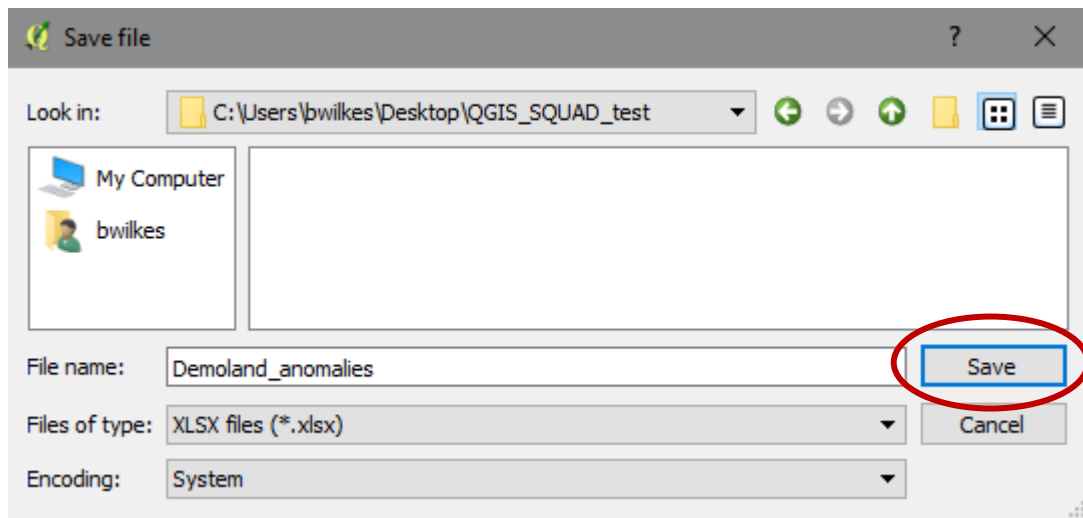 Save file ?
Look in: C:\Users\bwilkes\Desktop\QGIS_SQUAD_test
My Computer
bwilkes
File name: Demoland_anomalies Save
Files of type: XLSX files (*.xlsx) Cancel
Encoding: System